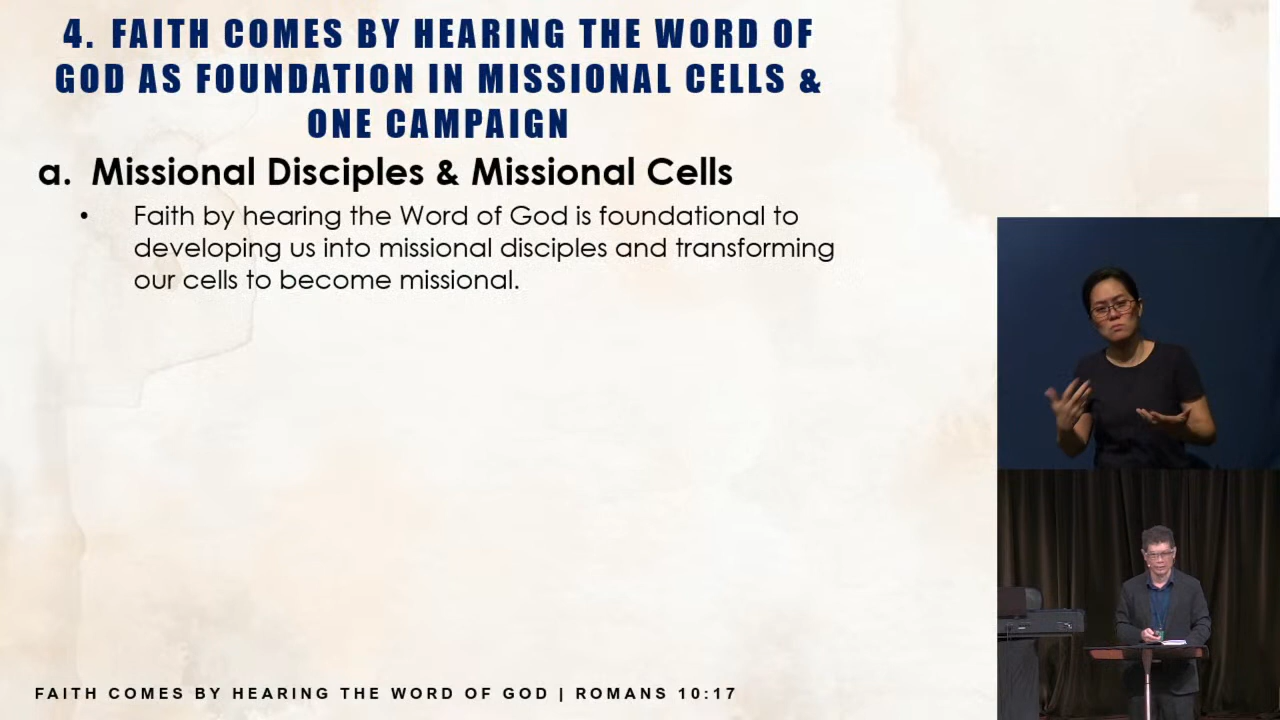 4. FAITH COMES BY HEARING THE WORD OF
GOD AS FOUNDATION IN MISSIONAL CELLS &
ONE CAMPAIGN
a. Missional Disciples & Missional Cells
• Faith by hearing the Word of God is foundational to
developing us into missional disciples and transforming
our cells to become missional.
FAITH COMES BY HEARING THE WORD OF GOD | ROMANS 10:17